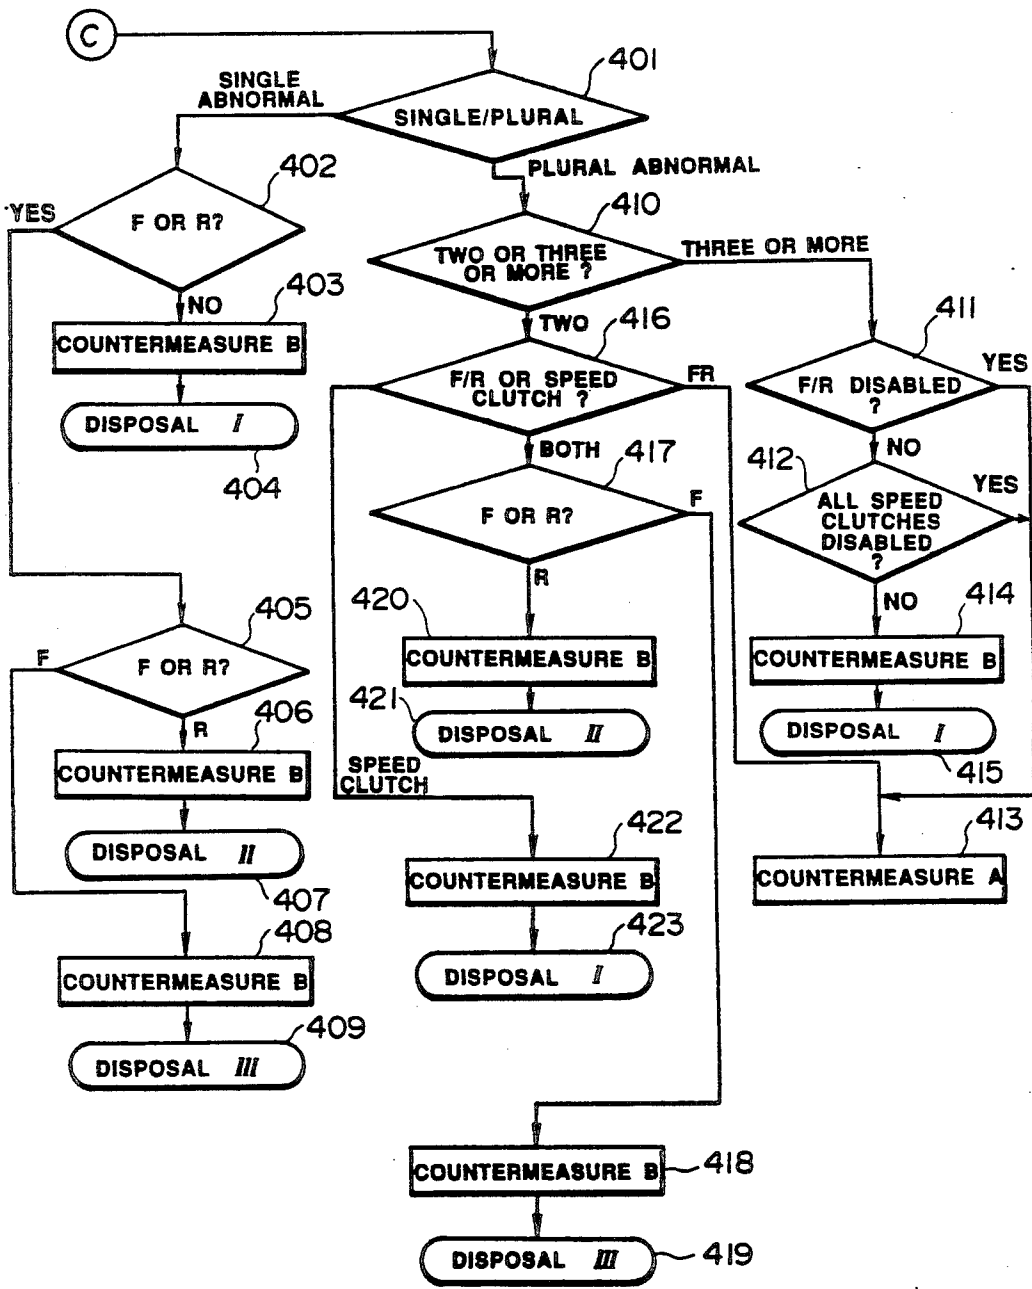 C
401
SINGLE
ABNORMAL
SINGLE/PLURAL
402
PLURAL ABNORMAL
410
YES
F OR R?
TWO OR THREE
OR MORE ?
THREE OR MORE
403
NO
TWO
416
411
COUNTERMEASURE B
F/R OR SPEED
CLUTCH ?
FR
F/R DISABLED
?
YES
DISPOSAL I
404
BOTH
417
NO
412
F OR R?
F
ALL SPEED
CLUTCHES
DISABLED
?
YES
R
NO
405
420
414
F
F OR R?
COUNTERMEASURE B
COUNTERMEASURE B
406
R
421
DISPOSAL II
DISPOSAL I
415
COUNTERMEASURE B
SPEED
CLUTCH
422
413
DISPOSAL II
407
COUNTERMEASURE B
COUNTERMEASURE A
408
423
COUNTERMEASURE B
DISPOSAL I
409
DISPOSAL III
COUNTERMEASURE B
418
DISPOSAL III
419